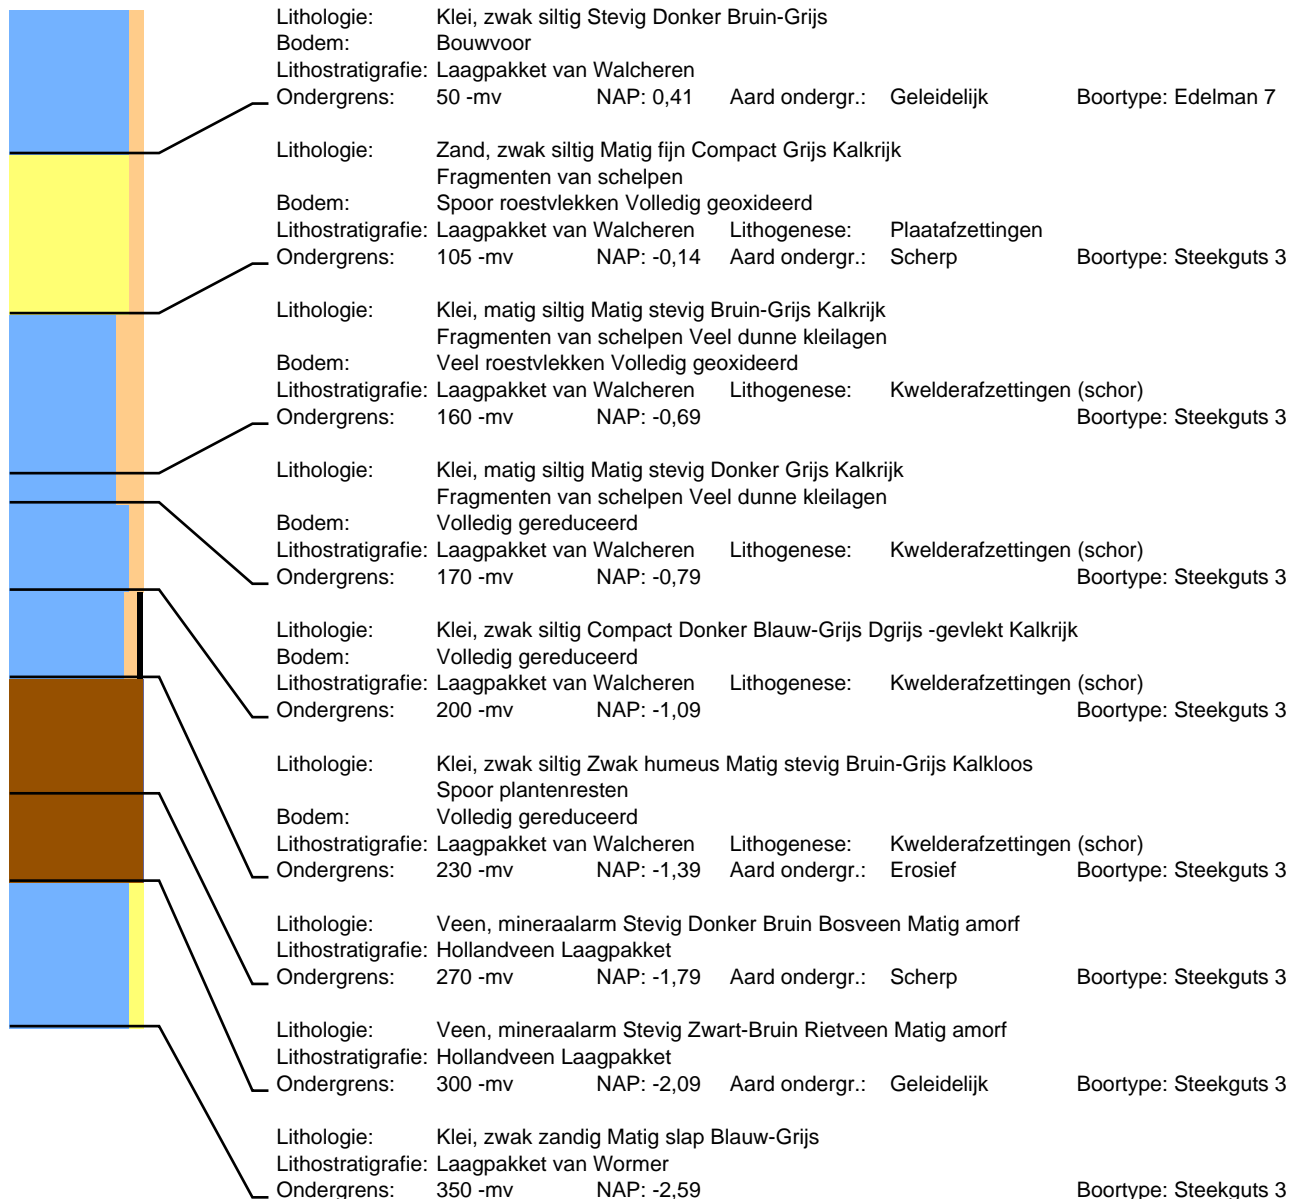 Lithologie: Klei, zwak siltig Stevig Donker Bruin-Grijs
Bodem: Bouwvoor
Lithostratigrafie: Laagpakket van Walcheren
Ondergrens: 50 -mv NAP: 0,41 Aard ondergr.: Geleidelijk Boortype: Edelman 7
Lithologie: Zand, zwak siltig Matig fijn Compact Grijs Kalkrijk
Fragmenten van schelpen
Bodem: Spoor roestvlekken Volledig geoxideerd
Lithostratigrafie: Laagpakket van Walcheren Lithogenese: Plaatafzettingen
Ondergrens: 105 -mv NAP: -0,14 Aard ondergr.: Scherp Boortype: Steekguts 3
Lithologie: Klei, matig siltig Matig stevig Bruin-Grijs Kalkrijk
Fragmenten van schelpen Veel dunne kleilagen
Bodem: Veel roestvlekken Volledig geoxideerd
Lithostratigrafie: Laagpakket van Walcheren Lithogenese: Kwelderafzettingen (schor)
Ondergrens: 160 -mv NAP: -0,69 Boortype: Steekguts 3
Lithologie: Klei, matig siltig Matig stevig Donker Grijs Kalkrijk
Fragmenten van schelpen Veel dunne kleilagen
Bodem: Volledig gereduceerd
Lithostratigrafie: Laagpakket van Walcheren Lithogenese: Kwelderafzettingen (schor)
Ondergrens: 170 -mv NAP: -0,79 Boortype: Steekguts 3
Lithologie: Klei, zwak siltig Compact Donker Blauw-Grijs Dgrijs -gevlekt Kalkrijk
Bodem: Volledig gereduceerd
Lithostratigrafie: Laagpakket van Walcheren Lithogenese: Kwelderafzettingen (schor)
Ondergrens: 200 -mv NAP: -1,09 Boortype: Steekguts 3
Lithologie: Klei, zwak siltig Zwak humeus Matig stevig Bruin-Grijs Kalkloos
Spoor plantenresten
Bodem: Volledig gereduceerd
Lithostratigrafie: Laagpakket van Walcheren Lithogenese: Kwelderafzettingen (schor)
Ondergrens: 230 -mv NAP: -1,39 Aard ondergr.: Erosief Boortype: Steekguts 3
Lithologie: Veen, mineraalarm Stevig Donker Bruin Bosveen Matig amorf
Lithostratigrafie: Hollandveen Laagpakket
Ondergrens: 270 -mv NAP: -1,79 Aard ondergr.: Scherp Boortype: Steekguts 3
Lithologie: Veen, mineraalarm Stevig Zwart-Bruin Rietveen Matig amorf
Lithostratigrafie: Hollandveen Laagpakket
Ondergrens: 300 -mv NAP: -2,09 Aard ondergr.: Geleidelijk Boortype: Steekguts 3
Lithologie: Klei, zwak zandig Matig slap Blauw-Grijs
Lithostratigrafie: Laagpakket van Wormer
Ondergrens: 350 -mv NAP: -2,59 Boortype: Steekguts 3